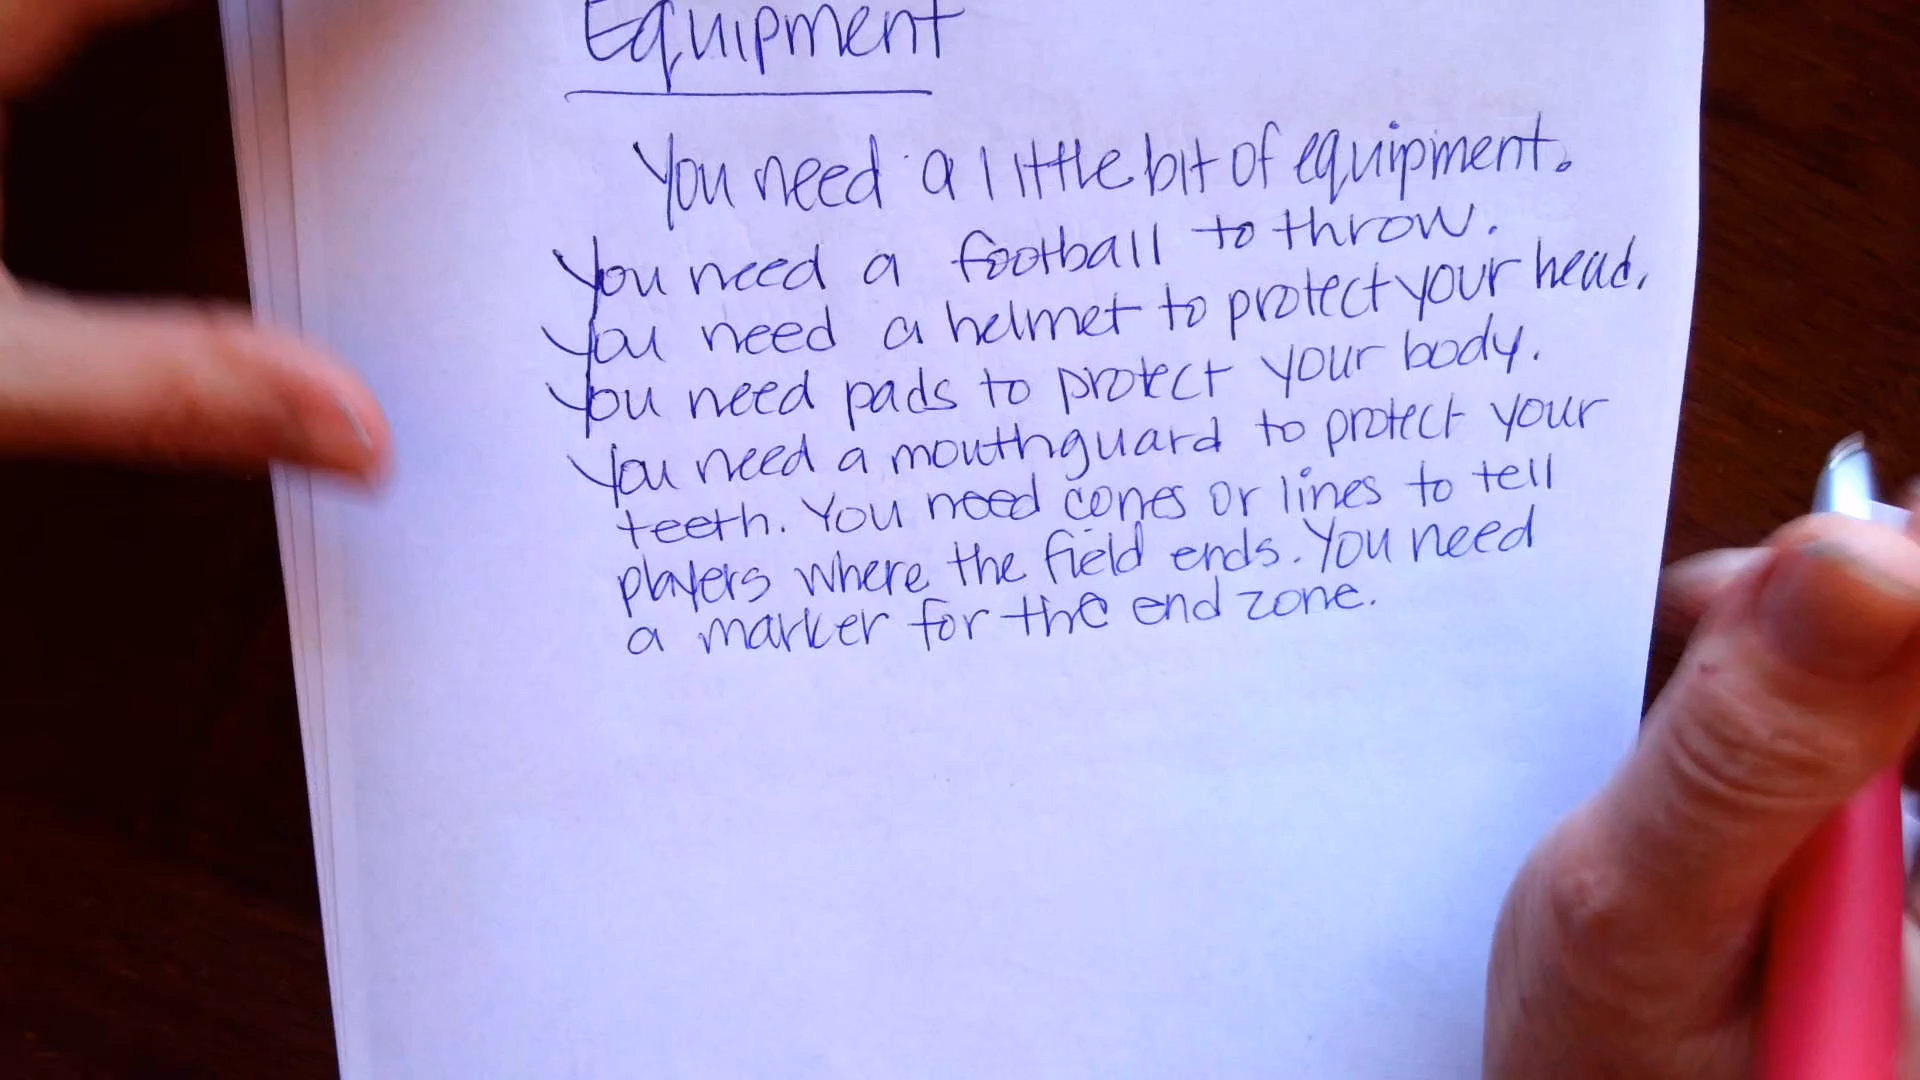 Equipment
You need a little bit of equipment.
You need a football to throw.
You need a helmet to protect your head.
You need pads to protect your body.
You need a mouthguard to protect your
teeth. You need cones or lines to tell
players where the field ends. You need
a marker for the end zone.